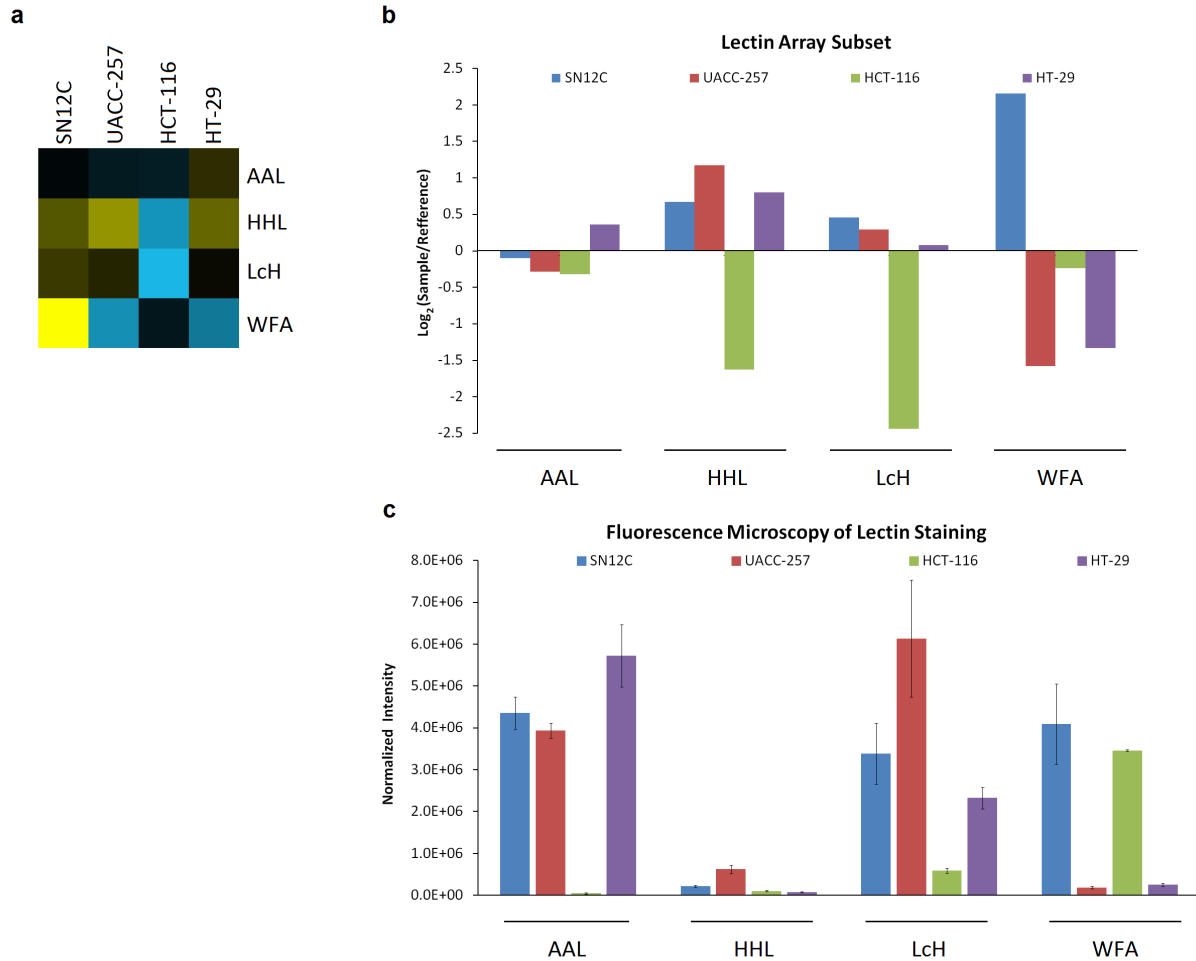 a
SN12C
UACC-257
HCT-116
HT-29
AAL
HHL
LcH
WFA
b
Lectin Array Subset
SN12C UACC-257 HCT-116 HT-29
Log2(Sample/Refference)
2.5
2
1.5
1
0.5
0
-0.5
-1
-1.5
-2
-2.5
AAL HHL LcH WFA
c
Fluorescence Microscopy of Lectin Staining
SN12C UACC-257 HCT-116 HT-29
Normalized Intensity
8.0E+06
7.0E+06
6.0E+06
5.0E+06
4.0E+06
3.0E+06
2.0E+06
1.0E+06
0.0E+00
AAL HHL LcH WFA